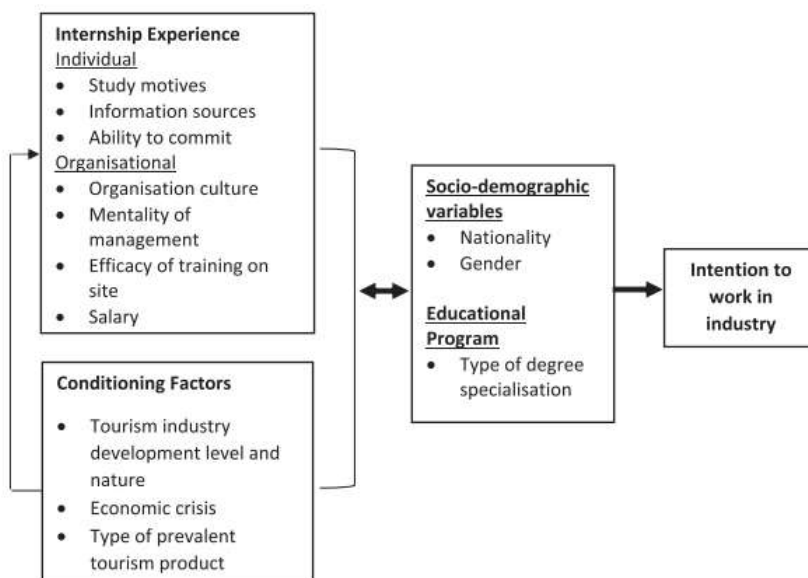 Internship Experience
Individual
● Study motives
● Information sources
● Ability to commit
Organisational
● Organisation culture
● Mentality of
management
● Efficacy of training on
site
● Salary
Conditioning Factors
● Tourism industry
development level and
nature
● Economic crisis
● Type of prevalent
tourism product
Socio-demographic
variables
● Nationality
● Gender
Educational
Program
● Type of degree
specialisation
Intention to
work in
industry